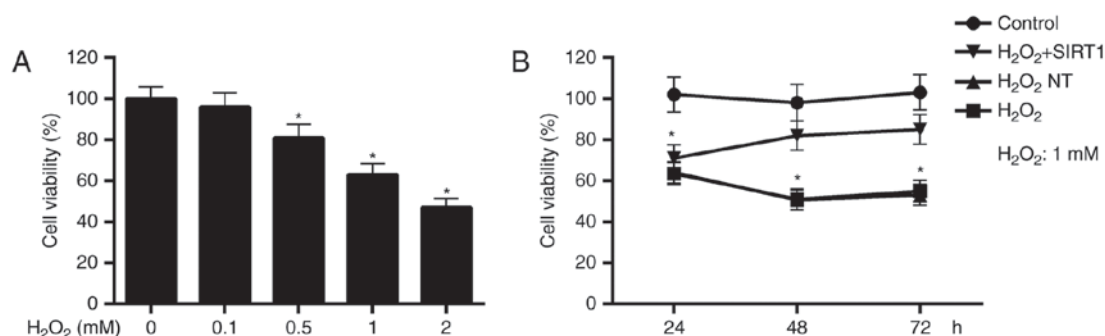 A
Cell viability (%)
120
100
80
60
40
20
0
*
*
*
H₂O₂ (mM) 0 0.1 0.5 1 2
B
Cell viability (%)
120
100
80
60
40
20
0
*
*
*
24 48 72 h
Control
H₂O₂+SIRT1
H₂O₂ NT
H₂O₂
H₂O₂: 1 mM